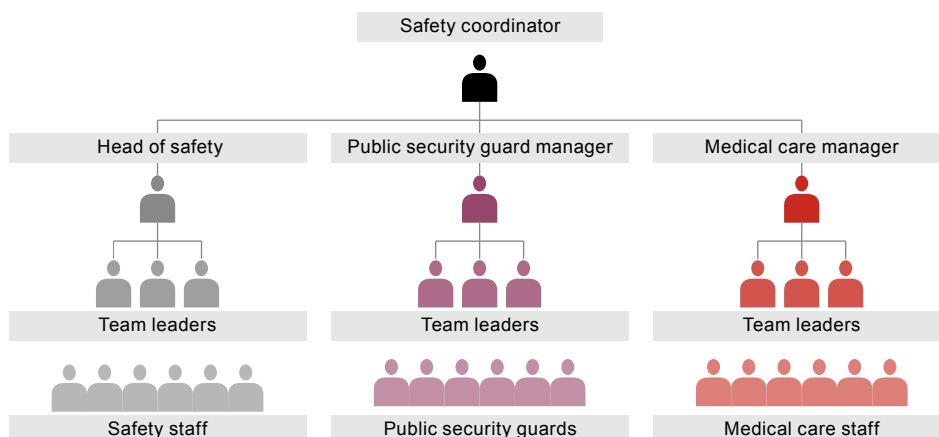 Safety coordinator
Head of safety
Public security guard manager
Medical care manager
Team leaders
Team leaders
Team leaders
Safety staff
Public security guards
Medical care staff